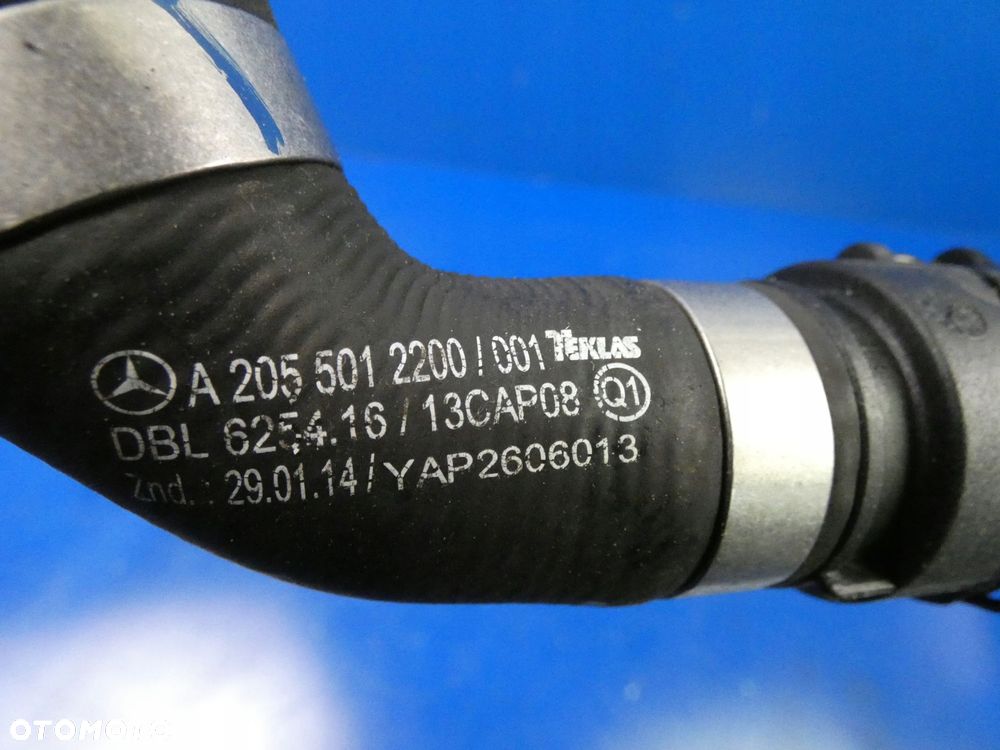 A 205 501 2200 / 001 TEKLAS
DBL 6254.16 / 13CAP08 Q1
Znd. : 29.01.14 / YAP2606013
OTOMOTO